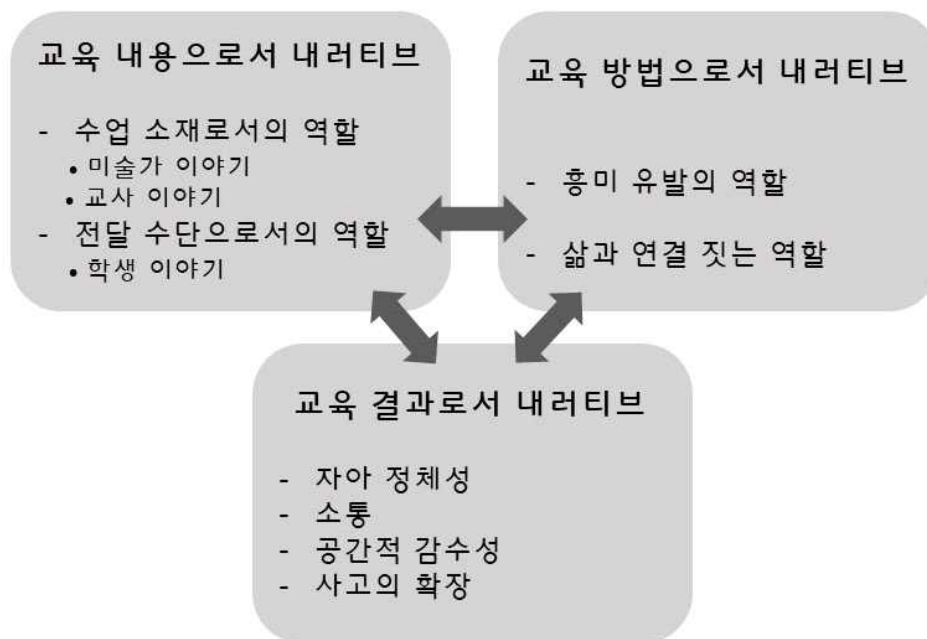 교육 내용으로서 내러티브
- 수업 소재로서의 역할
• 미술가 이야기
• 교사 이야기
- 전달 수단으로서의 역할
• 학생 이야기
교육 방법으로서 내러티브
- 흥미 유발의 역할
- 삶과 연결 짓는 역할
교육 결과로서 내러티브
- 자아 정체성
- 소통
- 공간적 감수성
- 사고의 확장